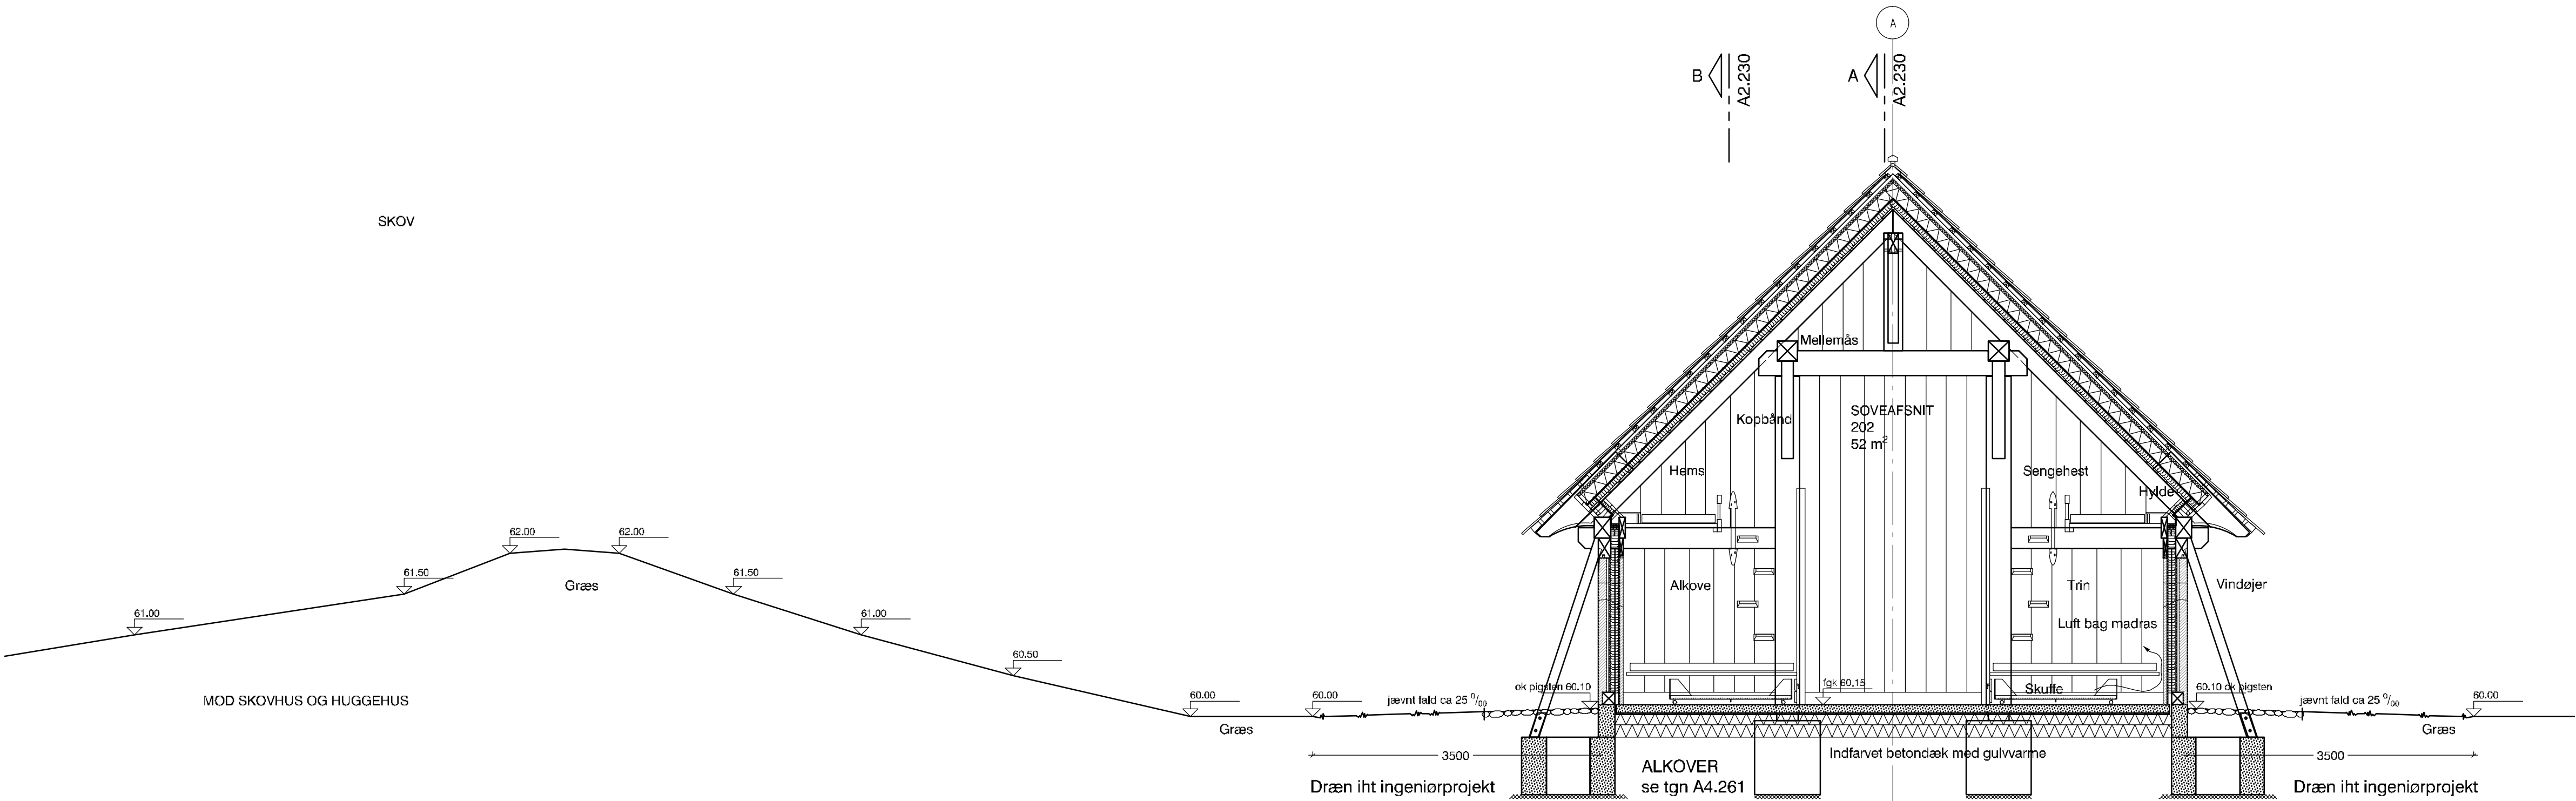 A
B
A2.230
A
A2.230
SKOV
Mellemås
Kopbånd
SOVEAFSNIT
202
52 m²
Hems
Sengehest
Hylde
62.00
62.00
61.50
61.50
Græs
Alkove
Trin
Vindøjer
61.00
61.00
Luft bag madras
60.50
MOD SKOVHUS OG HUGGEHUS
60.00
60.00
jævnt fald ca 25 ⁰/₀₀
ok pigsten 60.10
fgk 60.15
Skuffe
60.10 ok pigsten
jævnt fald ca 25 ⁰/₀₀
60.00
Græs
Græs
3500
Indfarvet betondæk med gulvvarme
3500
ALKOVER
se tgn A4.261
Dræn iht ingeniørprojekt
Dræn iht ingeniørprojekt